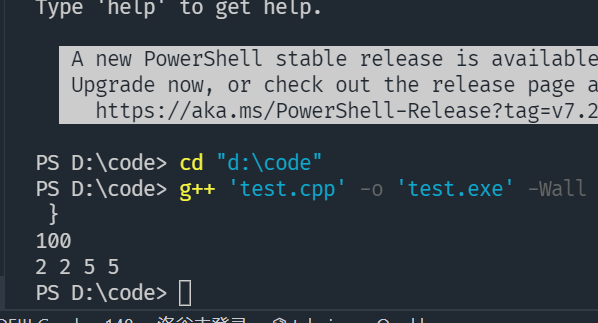 Type 'help' to get help.
A new PowerShell stable release is available
Upgrade now, or check out the release page a
https://aka.ms/PowerShell-Release?tag=v7.2
PS D:\code> cd "d:\code"
PS D:\code> g++ 'test.cpp' -o 'test.exe' -Wall
}
100
2 2 5 5
PS D:\code>